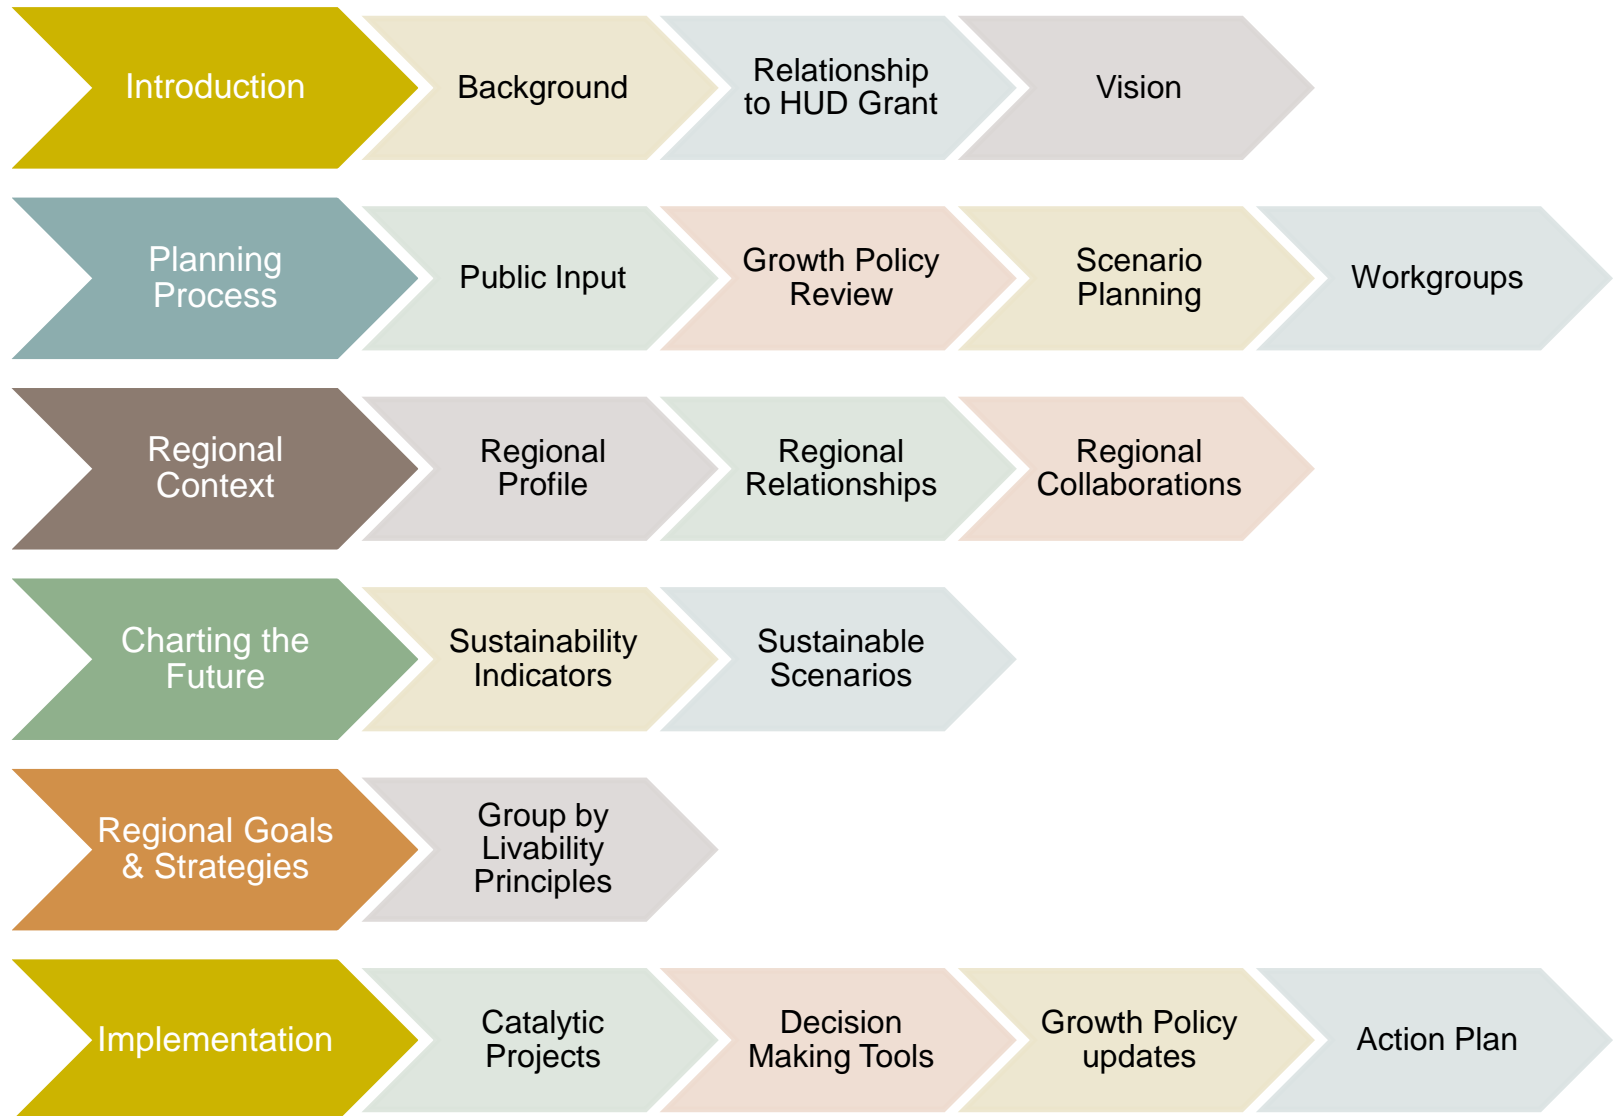 Introduction
Background
Relationship
to HUD Grant
Vision
Planning
Process
Public Input
Growth Policy
Review
Scenario
Planning
Workgroups
Regional
Context
Regional
Profile
Regional
Relationships
Regional
Collaborations
Charting the
Future
Sustainability
Indicators
Sustainable
Scenarios
Regional Goals
& Strategies
Group by
Livability
Principles
Implementation
Catalytic
Projects
Decision
Making Tools
Growth Policy
updates
Action Plan